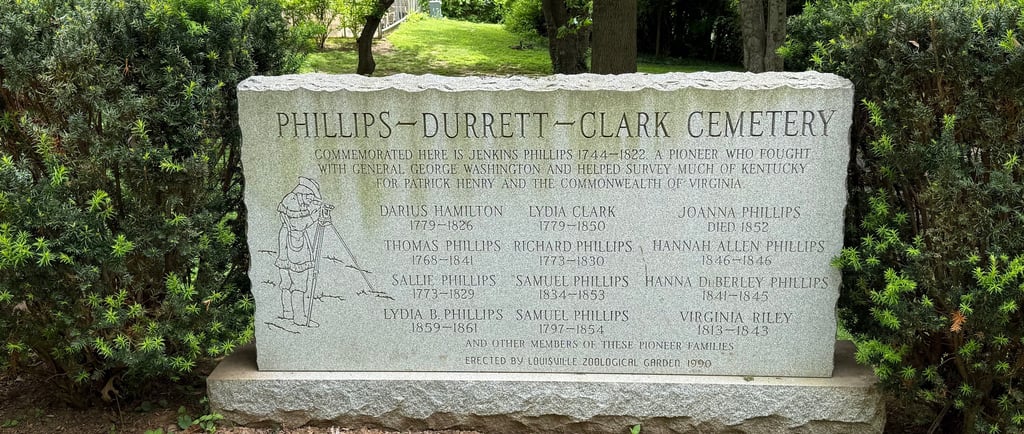 PHILLIPS–DURRETT–CLARK CEMETERY
COMMEMORATED HERE IS JENKINS PHILLIPS 1744–1822, A PIONEER WHO FOUGHT
WITH GENERAL GEORGE WASHINGTON AND HELPED SURVEY MUCH OF KENTUCKY
FOR PATRICK HENRY AND THE COMMONWEALTH OF VIRGINIA
DARIUS HAMILTON
1779–1826
LYDIA CLARK
1779–1850
JOANNA PHILLIPS
DIED 1852
THOMAS PHILLIPS
1768–1841
RICHARD PHILLIPS
1773–1830
HANNAH ALLEN PHILLIPS
1846–1846
SALLIE PHILLIPS
1773–1829
SAMUEL PHILLIPS
1834–1853
HANNA DeBERLEY PHILLIPS
1841–1845
LYDIA B. PHILLIPS
1859–1861
SAMUEL PHILLIPS
1797–1854
VIRGINIA RILEY
1813–1843
AND OTHER MEMBERS OF THESE PIONEER FAMILIES
ERECTED BY LOUISVILLE ZOOLOGICAL GARDEN 1990